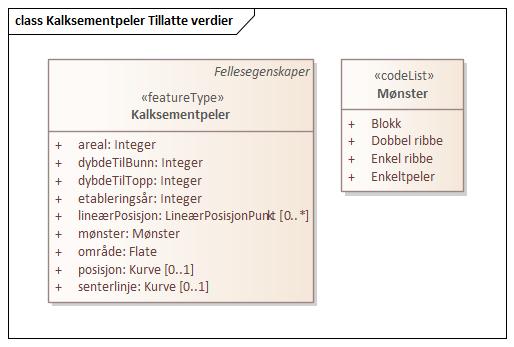 class Kalksementpeler Tillatte verdier
Fellesegenskaper
«featureType»
Kalksementpeler
+ areal: Integer
+ dybdeTilBunn: Integer
+ dybdeTilTopp: Integer
+ etableringsår: Integer
+ lineærPosisjon: LineærPosisjonPunkt [0..*]
+ mønster: Mønster
+ område: Flate
+ posisjon: Kurve [0..1]
+ senterlinje: Kurve [0..1]
«codeList»
Mønster
+ Blokk
+ Dobbel ribbe
+ Enkel ribbe
+ Enkeltpeler